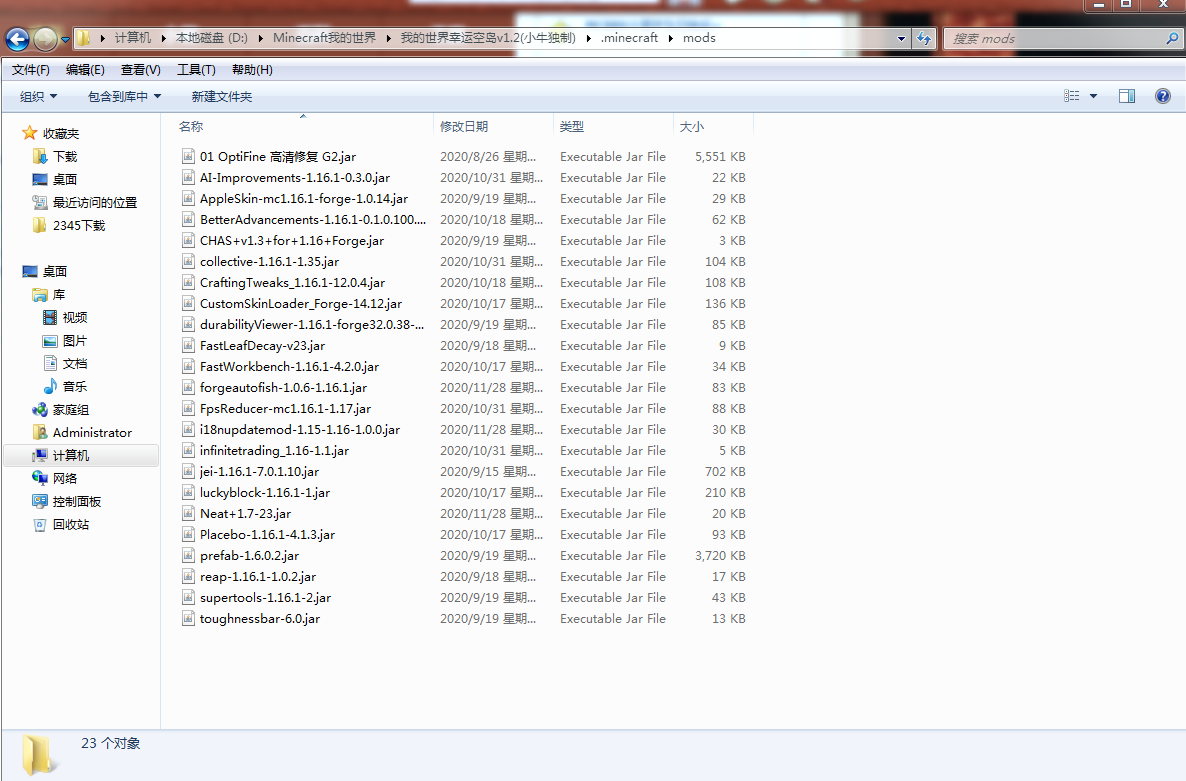 计算机 本地磁盘 (D:) Minecraft我的世界 我的世界幸运空岛v1.2(小牛独制) .minecraft mods 搜索 mods
文件(F) 编辑(E) 查看(V) 工具(T) 帮助(H)
组织 包含到库中 新建文件夹
收藏夹
下载
桌面
最近访问的位置
2345下载
桌面
库
视频
图片
文档
音乐
家庭组
Administrator
计算机
网络
控制面板
回收站
名称 修改日期 类型 大小
01 OptiFine 高清修复 G2.jar 2020/8/26 星期... Executable Jar File 5,551 KB
AI-Improvements-1.16.1-0.3.0.jar 2020/10/31 星期... Executable Jar File 22 KB
AppleSkin-mc1.16.1-forge-1.0.14.jar 2020/9/19 星期... Executable Jar File 29 KB
BetterAdvancements-1.16.1-0.1.0.100.... 2020/10/18 星期... Executable Jar File 62 KB
CHAS+v1.3+for+1.16+Forge.jar 2020/9/19 星期... Executable Jar File 3 KB
collective-1.16.1-1.35.jar 2020/10/31 星期... Executable Jar File 104 KB
CraftingTweaks_1.16.1-12.0.4.jar 2020/10/18 星期... Executable Jar File 108 KB
CustomSkinLoader_Forge-14.12.jar 2020/10/17 星期... Executable Jar File 136 KB
durabilityViewer-1.16.1-forge32.0.38-... 2020/9/19 星期... Executable Jar File 85 KB
FastLeafDecay-v23.jar 2020/9/18 星期... Executable Jar File 9 KB
FastWorkbench-1.16.1-4.2.0.jar 2020/10/17 星期... Executable Jar File 34 KB
forgeautofish-1.0.6-1.16.1.jar 2020/11/28 星期... Executable Jar File 83 KB
FpsReducer-mc1.16.1-1.17.jar 2020/10/31 星期... Executable Jar File 88 KB
i18nupdatemod-1.15-1.16-1.0.0.jar 2020/11/28 星期... Executable Jar File 30 KB
infinitetrading_1.16-1.1.jar 2020/10/31 星期... Executable Jar File 5 KB
jei-1.16.1-7.0.1.10.jar 2020/9/15 星期... Executable Jar File 702 KB
luckyblock-1.16.1-1.jar 2020/10/17 星期... Executable Jar File 210 KB
Neat+1.7-23.jar 2020/11/28 星期... Executable Jar File 20 KB
Placebo-1.16.1-4.1.3.jar 2020/10/17 星期... Executable Jar File 93 KB
prefab-1.6.0.2.jar 2020/9/19 星期... Executable Jar File 3,720 KB
reap-1.16.1-1.0.2.jar 2020/9/18 星期... Executable Jar File 17 KB
supertools-1.16.1-2.jar 2020/9/19 星期... Executable Jar File 43 KB
toughnessbar-6.0.jar 2020/9/19 星期... Executable Jar File 13 KB
23 个对象